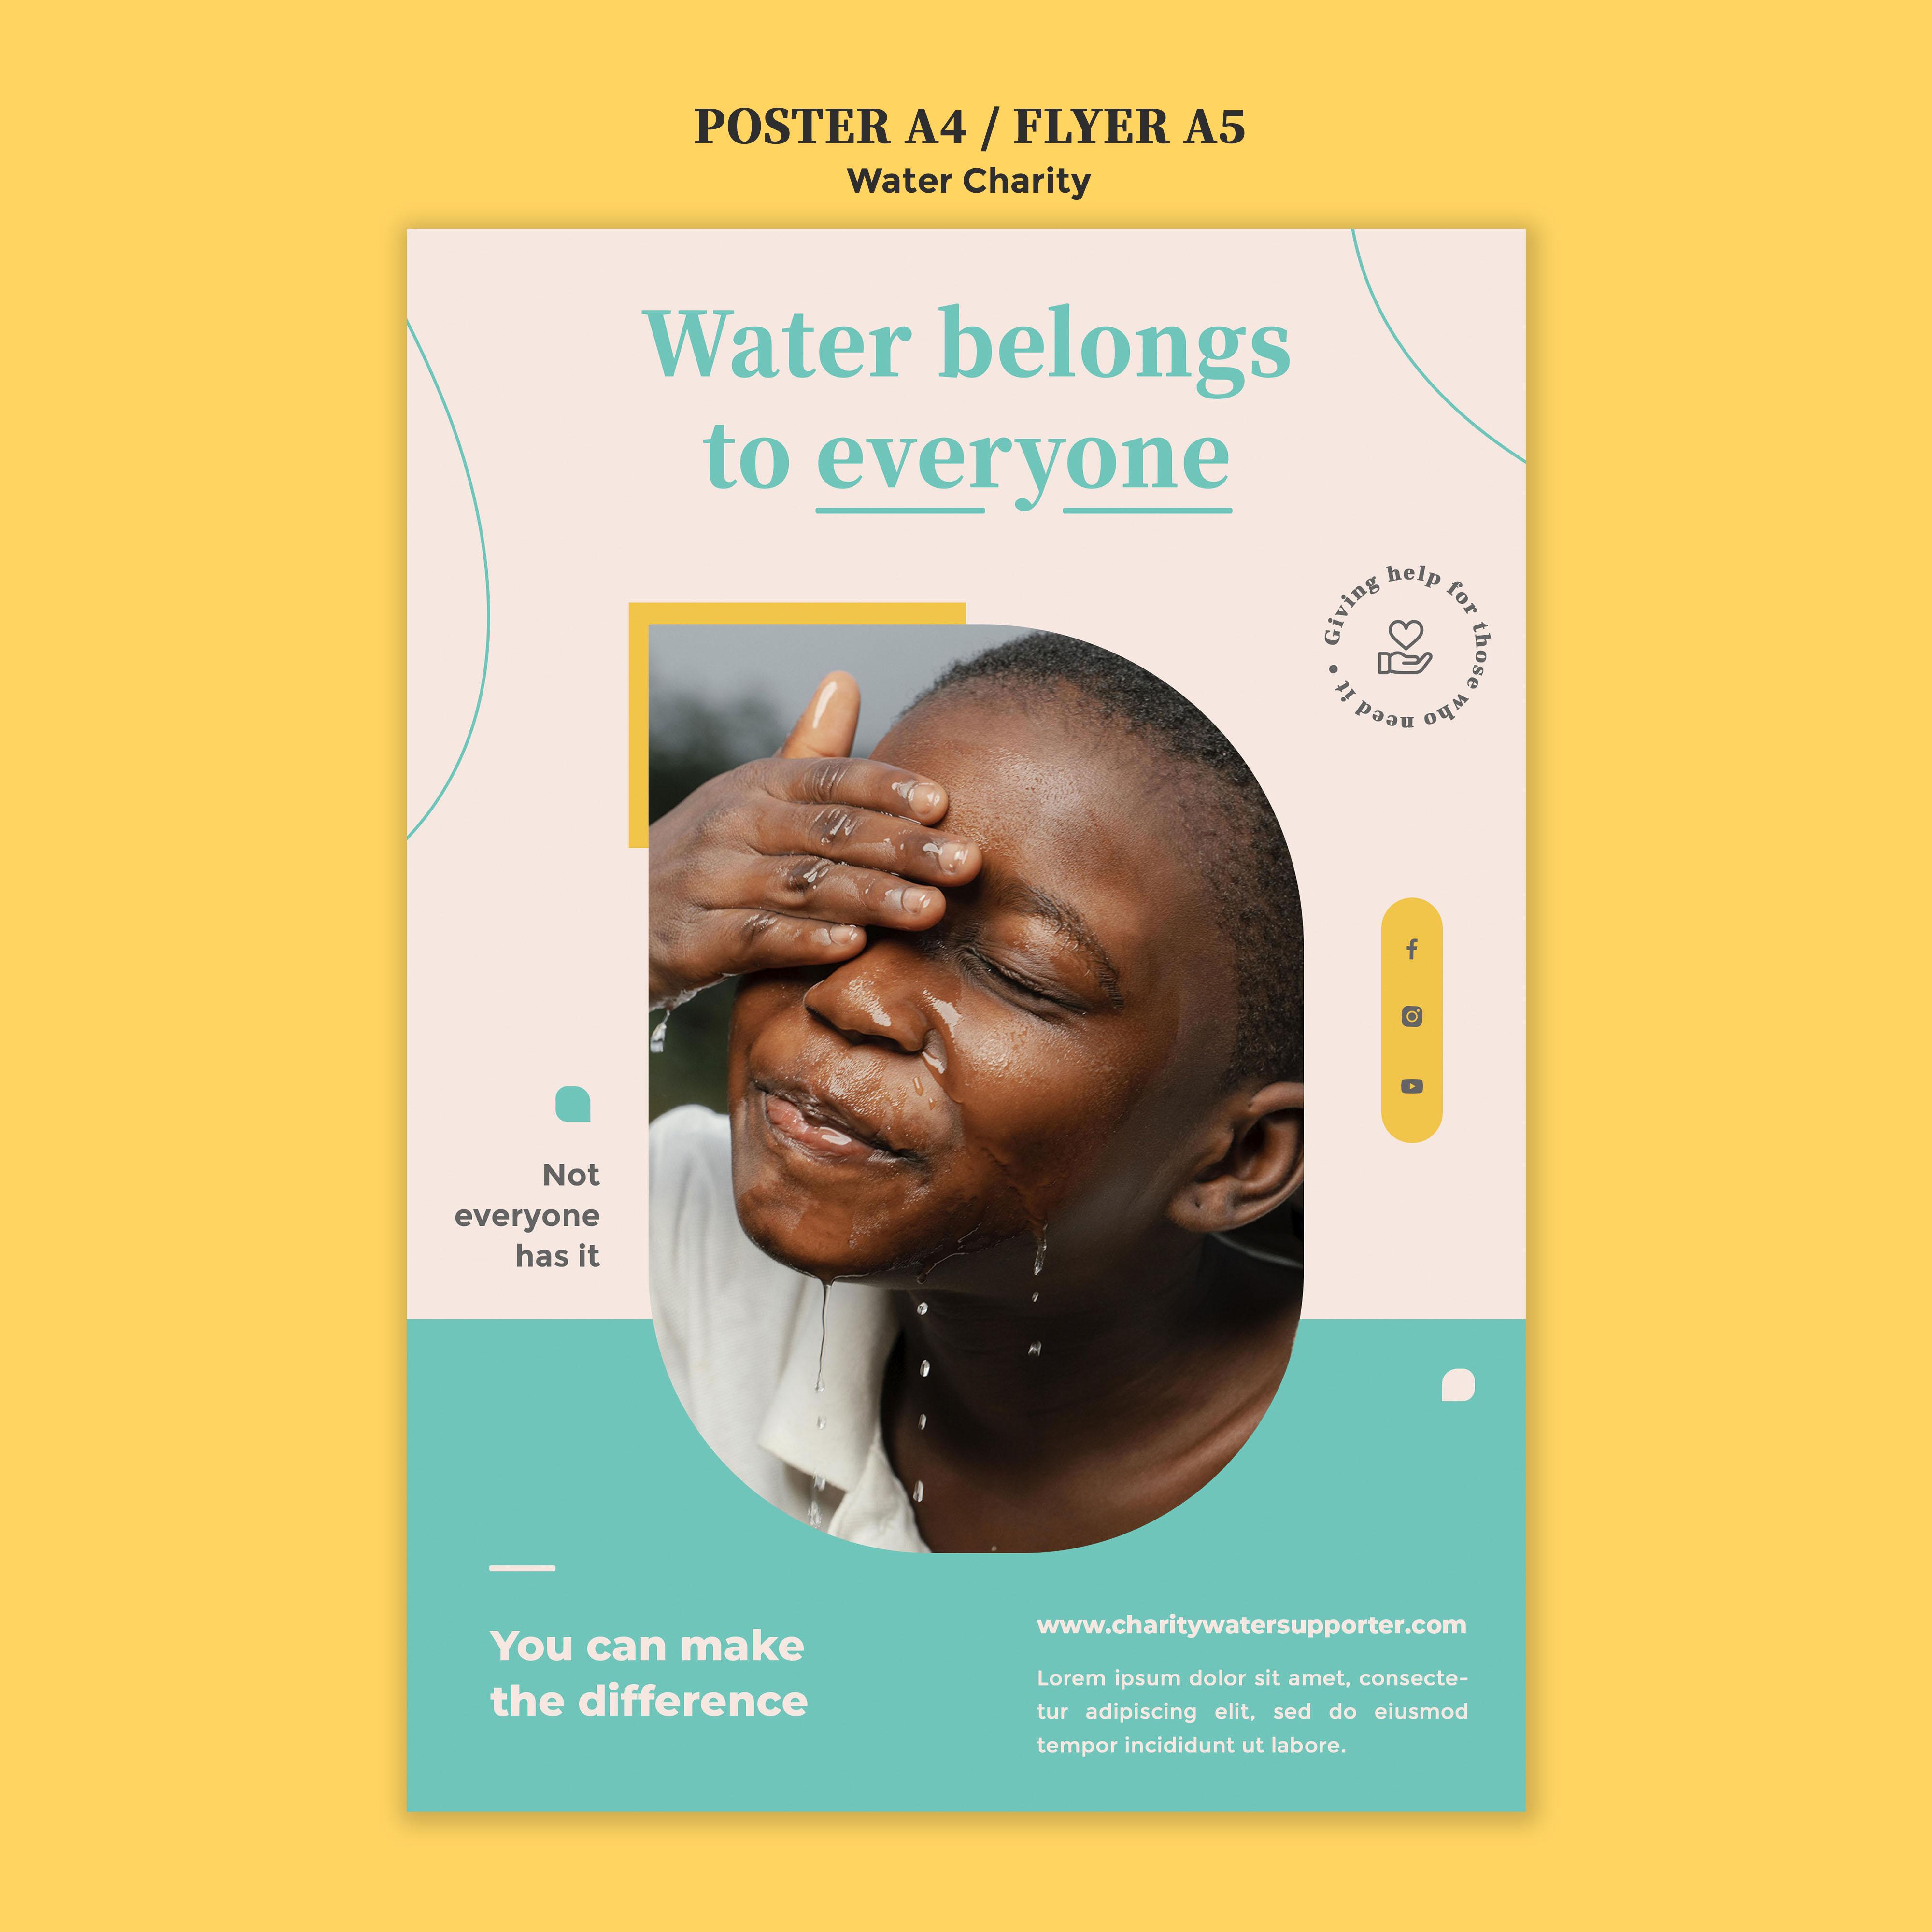 POSTER A4 / FLYER A5
Water Charity
Water belongs
to everyone
Giving help for those who need it •
Not
everyone
has it
You can make
the difference
www.charitywatersupporter.com
Lorem ipsum dolor sit amet, consecte-
tur adipiscing elit, sed do eiusmod
tempor incididunt ut labore.